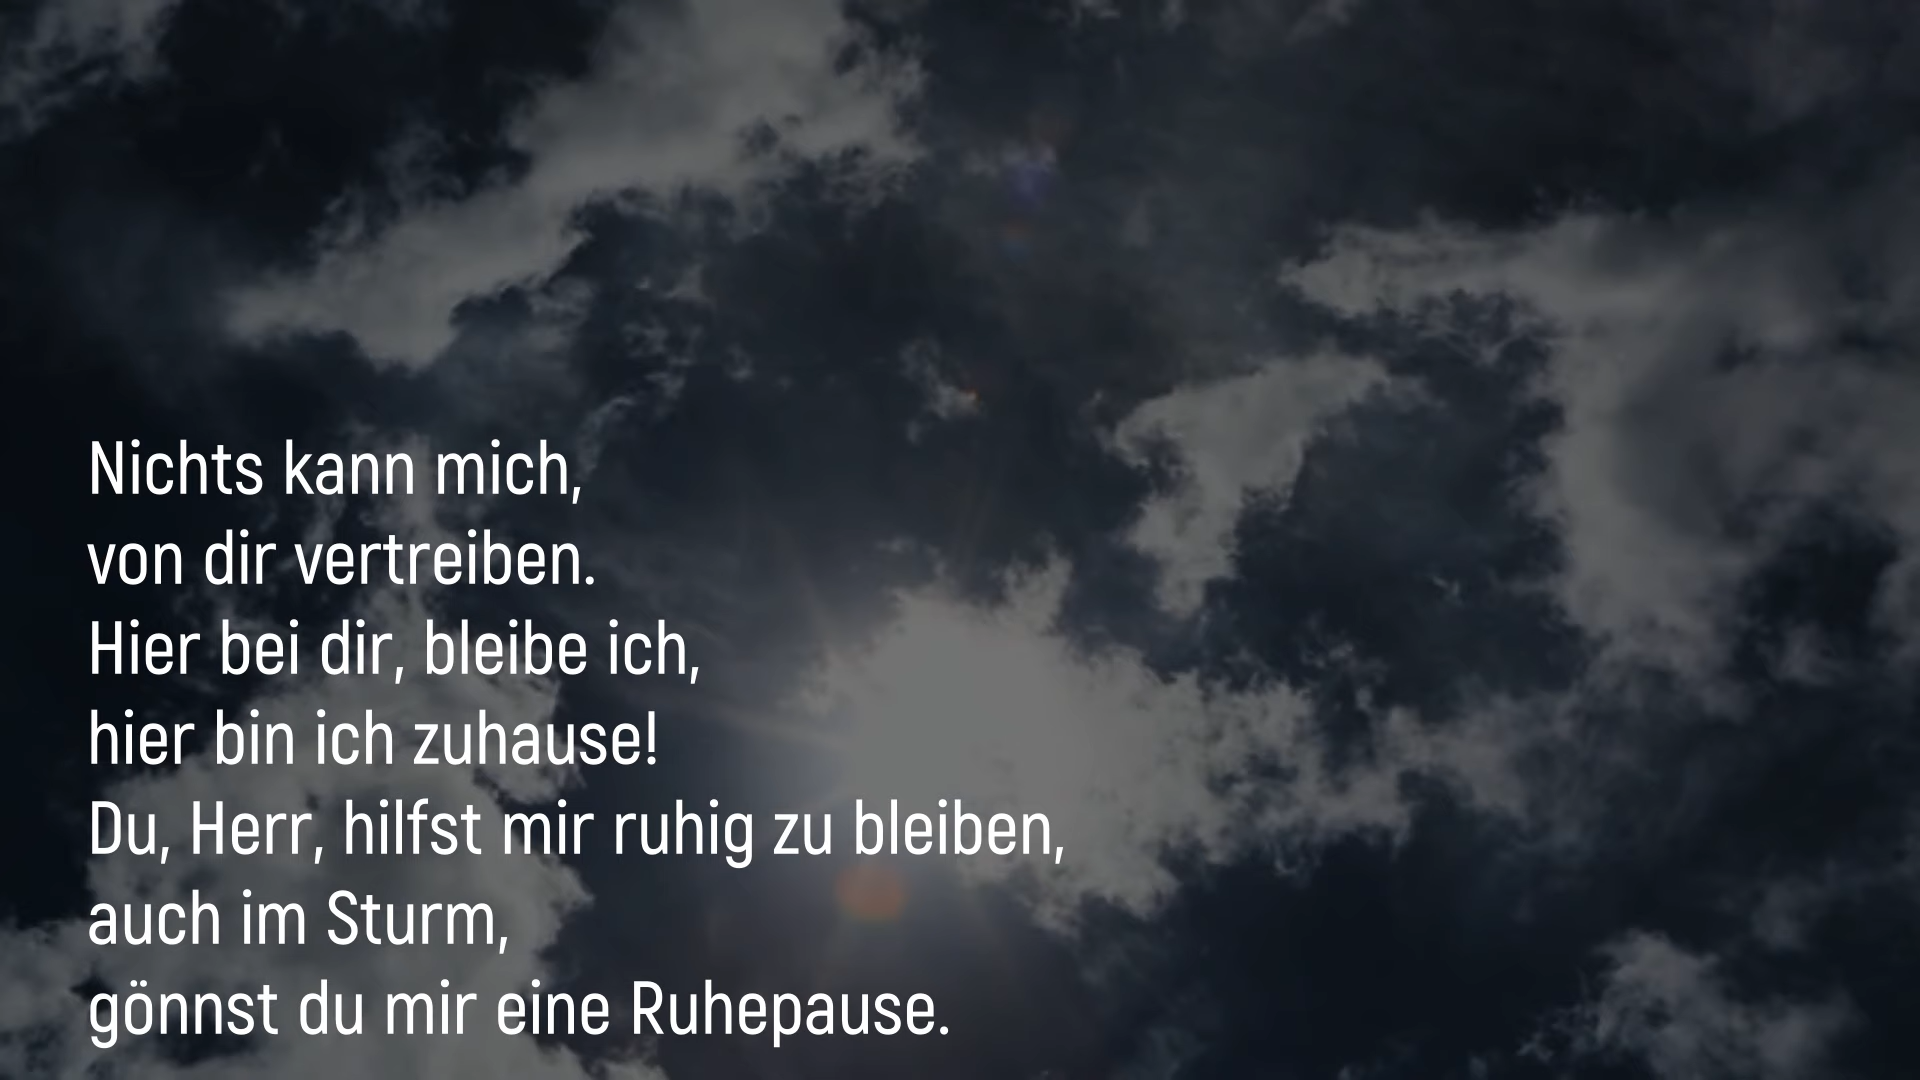 Nichts kann mich,
von dir vertreiben.
Hier bei dir, bleibe ich,
hier bin ich zuhause!
Du, Herr, hilfst mir ruhig zu bleiben,
auch im Sturm,
gönnst du mir eine Ruhepause.